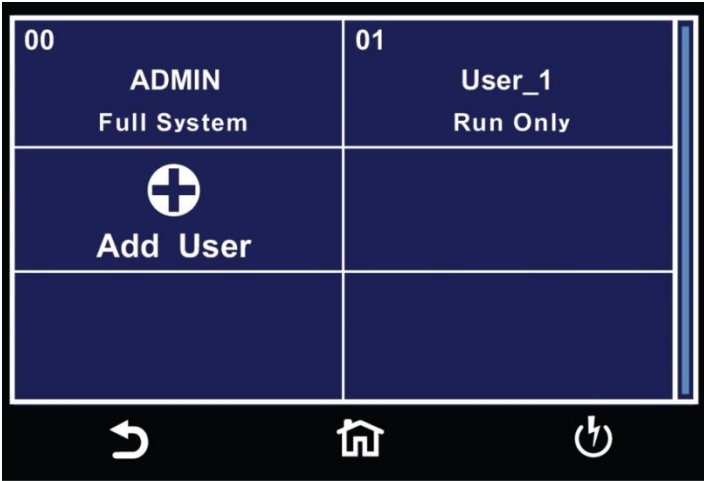 00
ADMIN
Full System
01
User_1
Run Only
Add User